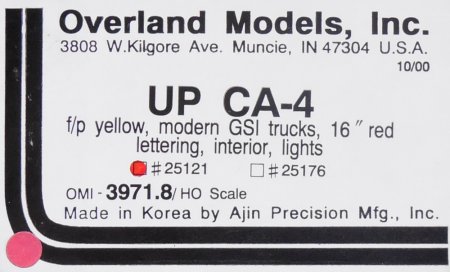 Overland Models, Inc.
3808 W.Kilgore Ave. Muncie, IN 47304 U.S.A.
10/00
UP CA-4
f/p yellow, modern GSI trucks, 16" red
lettering, interior, lights
#25121 #25176
OMI - 3971.8/ HO Scale
Made in Korea by Ajin Precision Mfg., Inc.